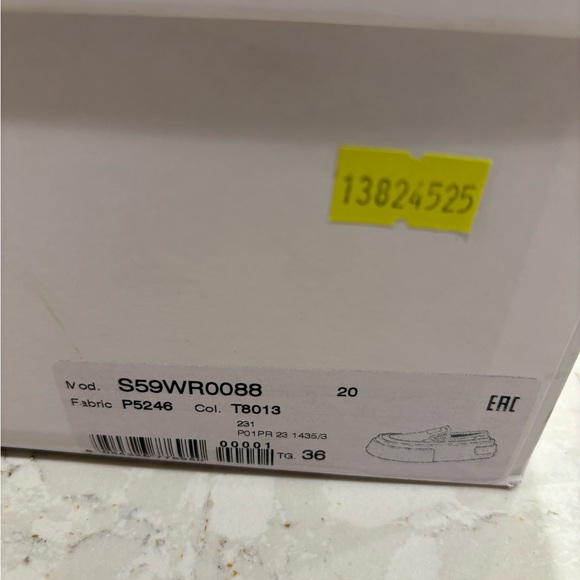 13824525
Mod. S59WR0088 20
Fabric P5246 Col. T8013 EAC
231
P01PR 23 1435/3
00001
TG. 36